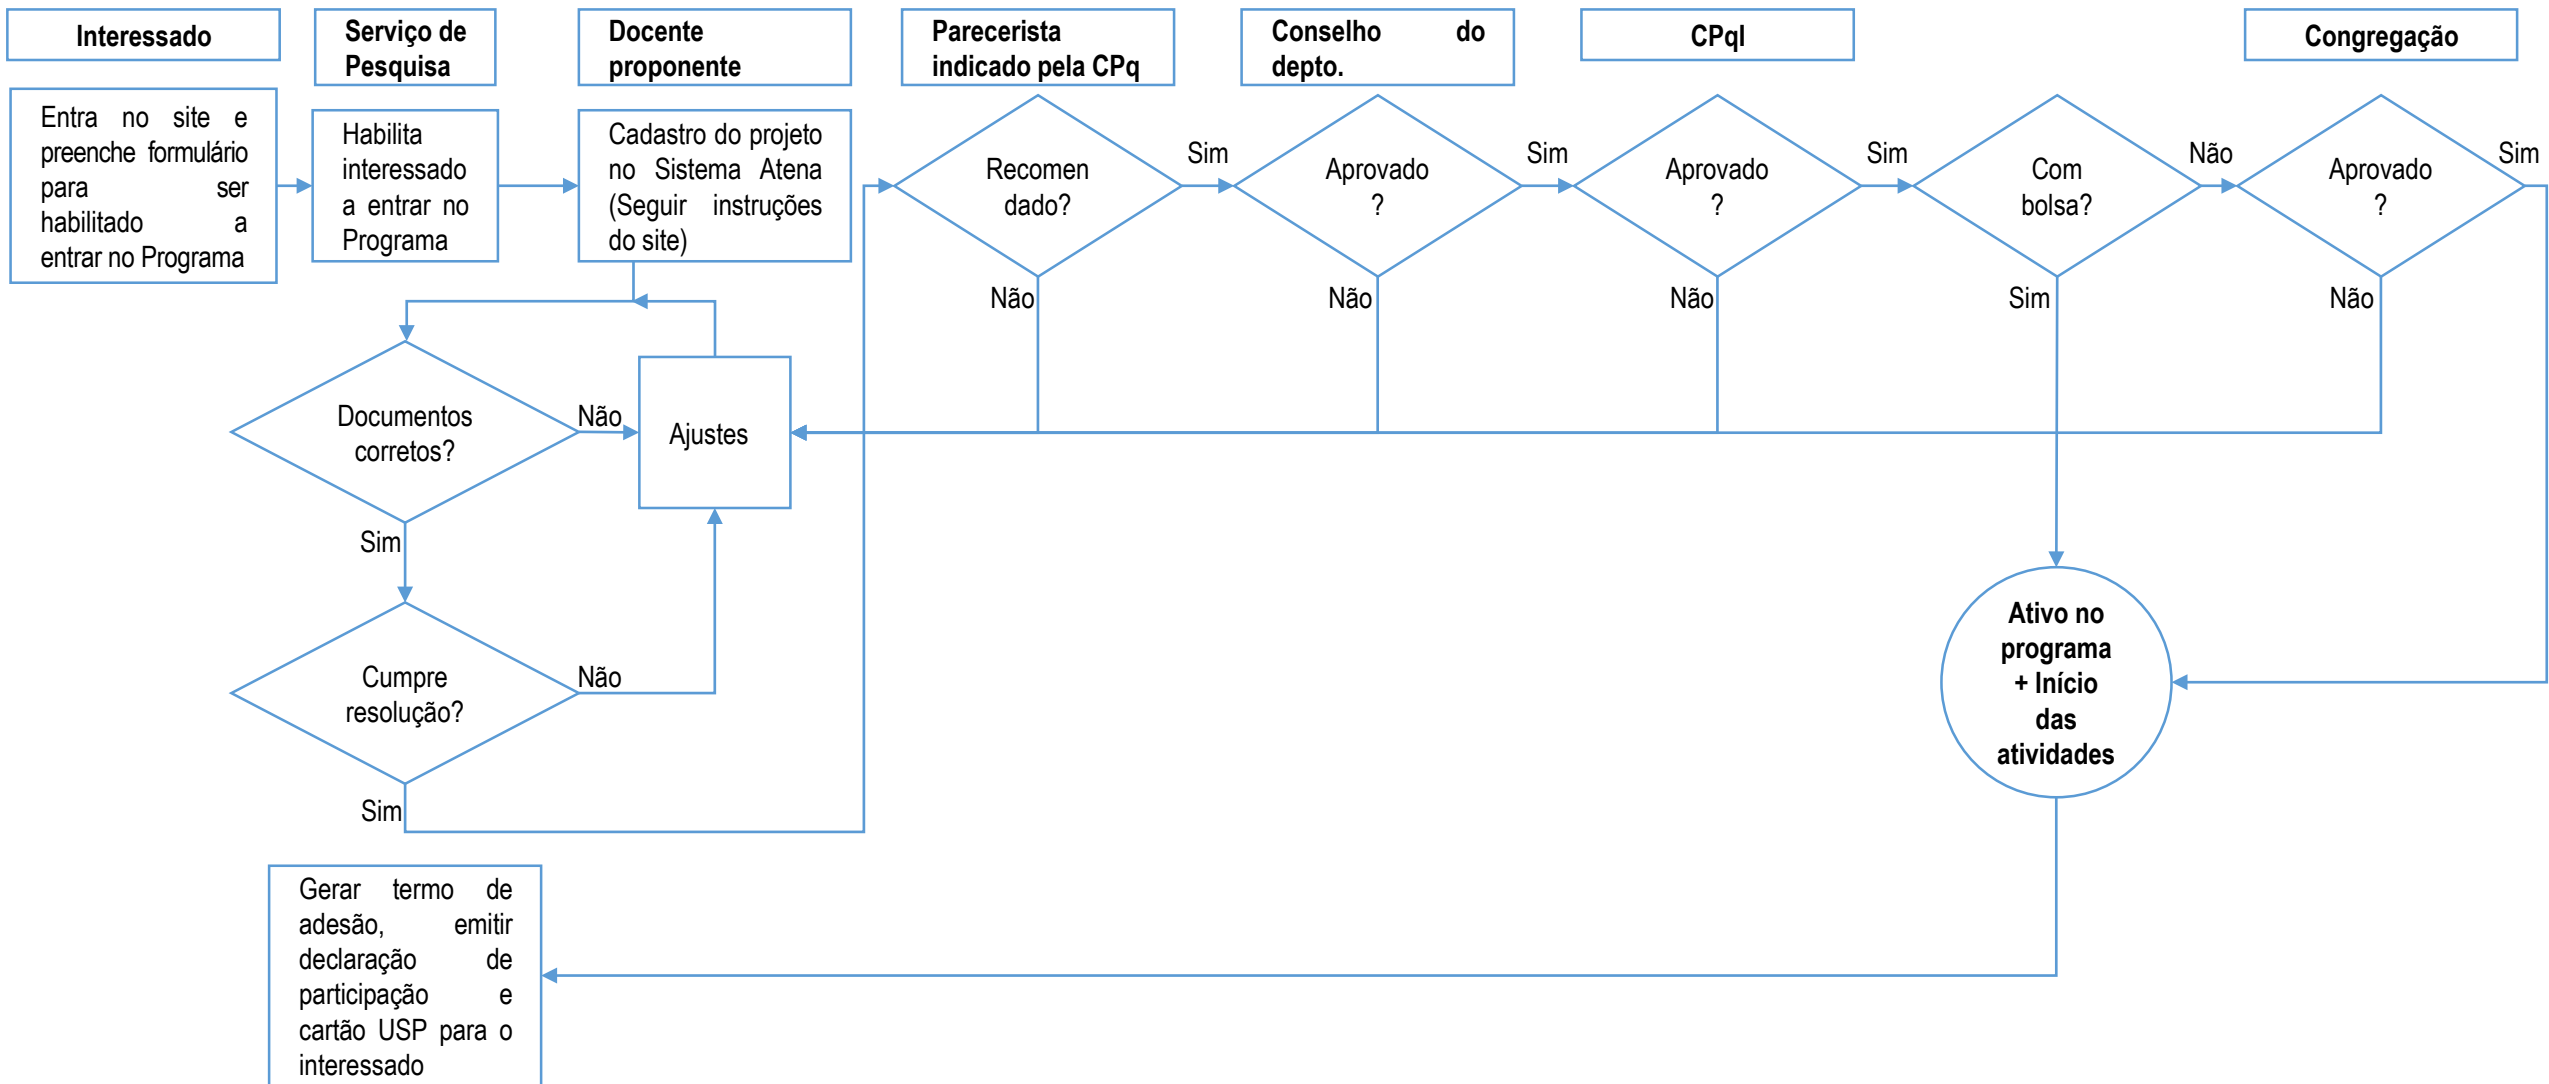 Interessado
Serviço de
Pesquisa
Docente
proponente
Parecerista
indicado pela CPq
Conselho do
depto.
CPqI
Congregação
Entra no site e
preenche formulário
para ser
habilitado a
entrar no Programa
Habilita
interessado
a entrar no
Programa
Cadastro do projeto
no Sistema Atena
(Seguir instruções
do site)
Recomen
dado?
Sim
Não
Aprovado
?
Sim
Não
Aprovado
?
Sim
Não
Com
bolsa?
Não
Sim
Aprovado
?
Sim
Não
Documentos
corretos?
Não
Sim
Ajustes
Cumpre
resolução?
Não
Sim
Ativo no
programa
+ Início
das
atividades
Gerar termo de
adesão, emitir
declaração de
participação e
cartão USP para o
interessado